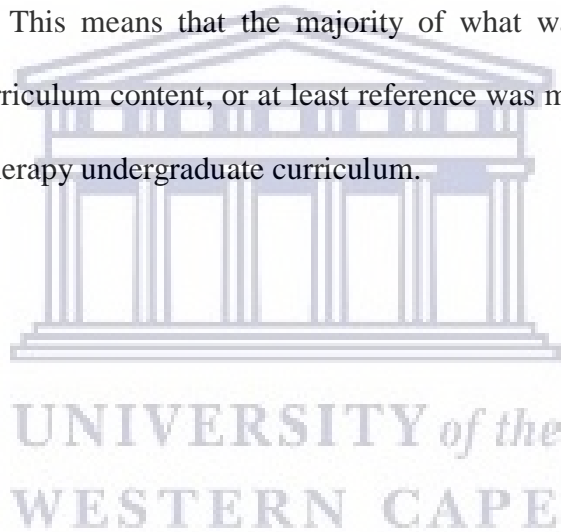 This means that the majority of what w
rriculum content, or at least reference was m
herapy undergraduate curriculum.
UNIVERSITY of the
WESTERN CAPE